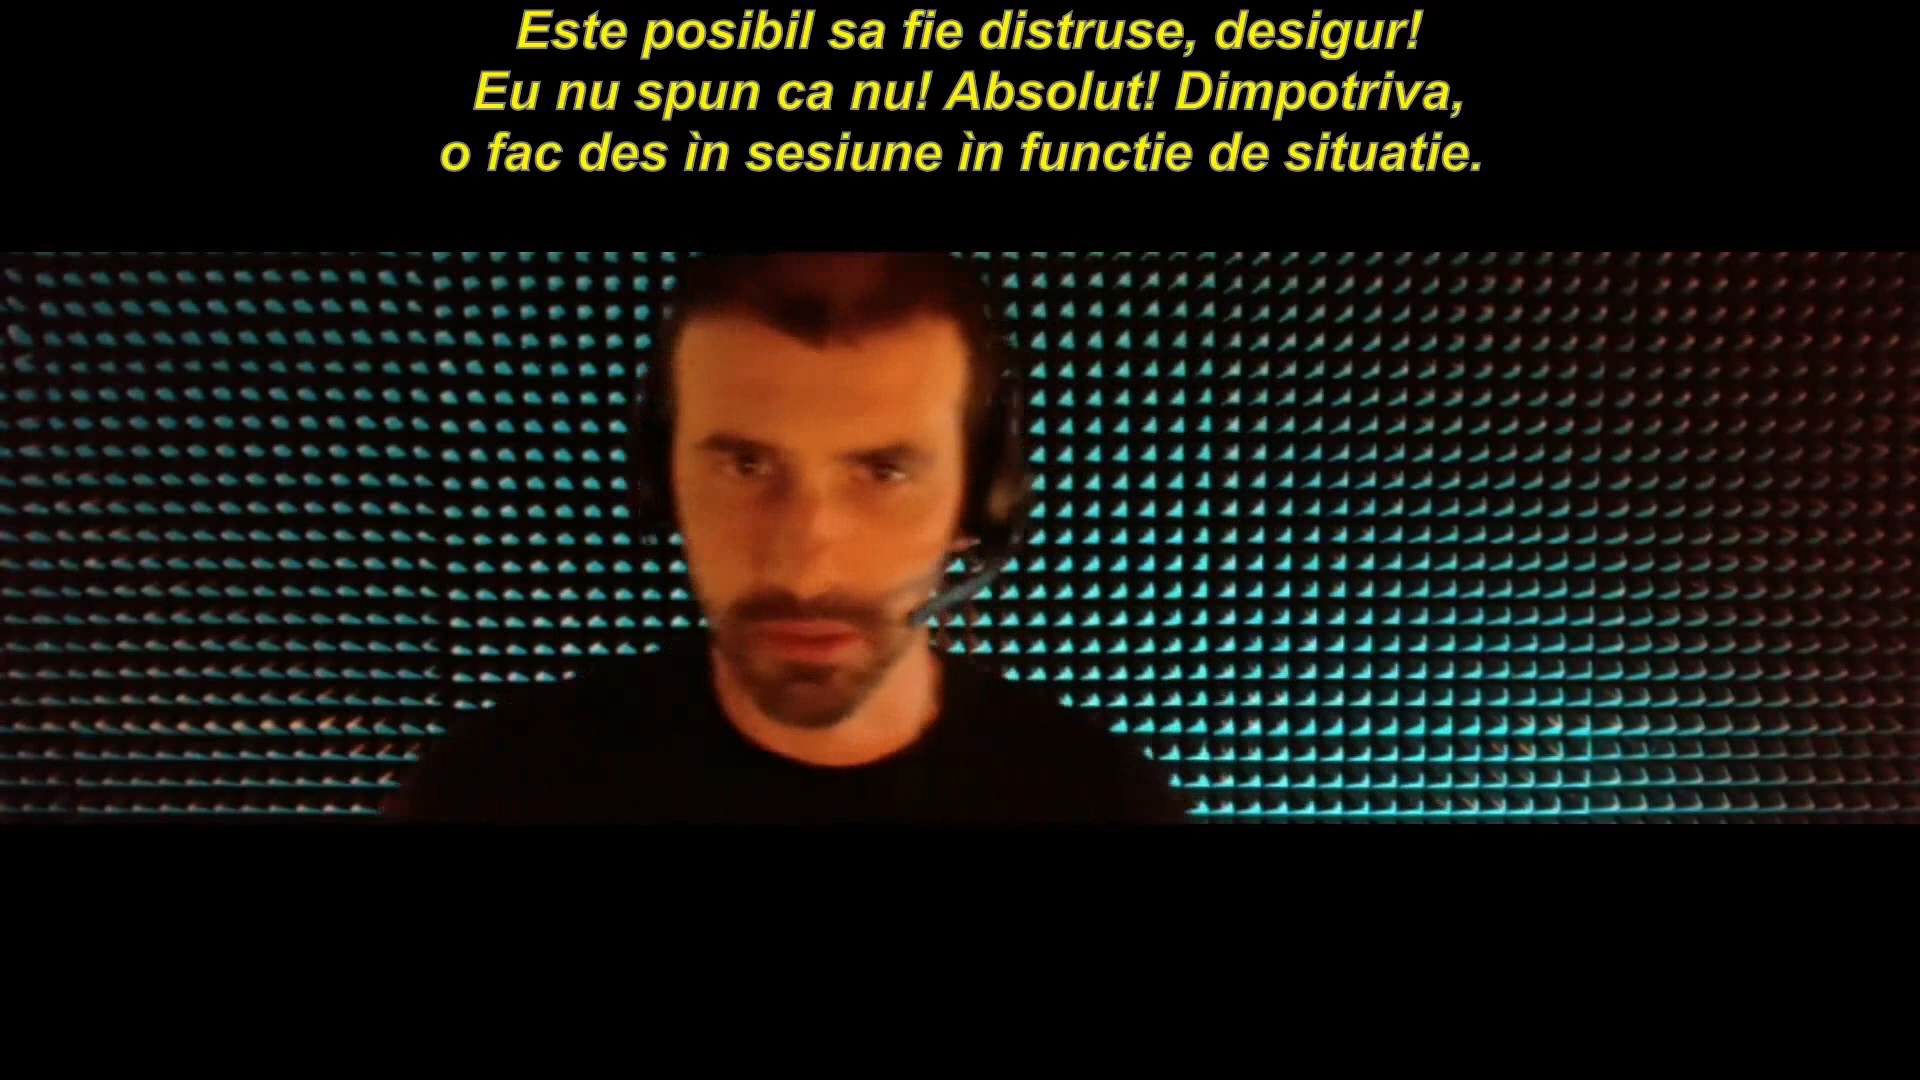 Este posibil sa fie distruse, desigur!
Eu nu spun ca nu! Absolut! Dimpotriva,
o fac des ìn sesiune ìn functie de situatie.